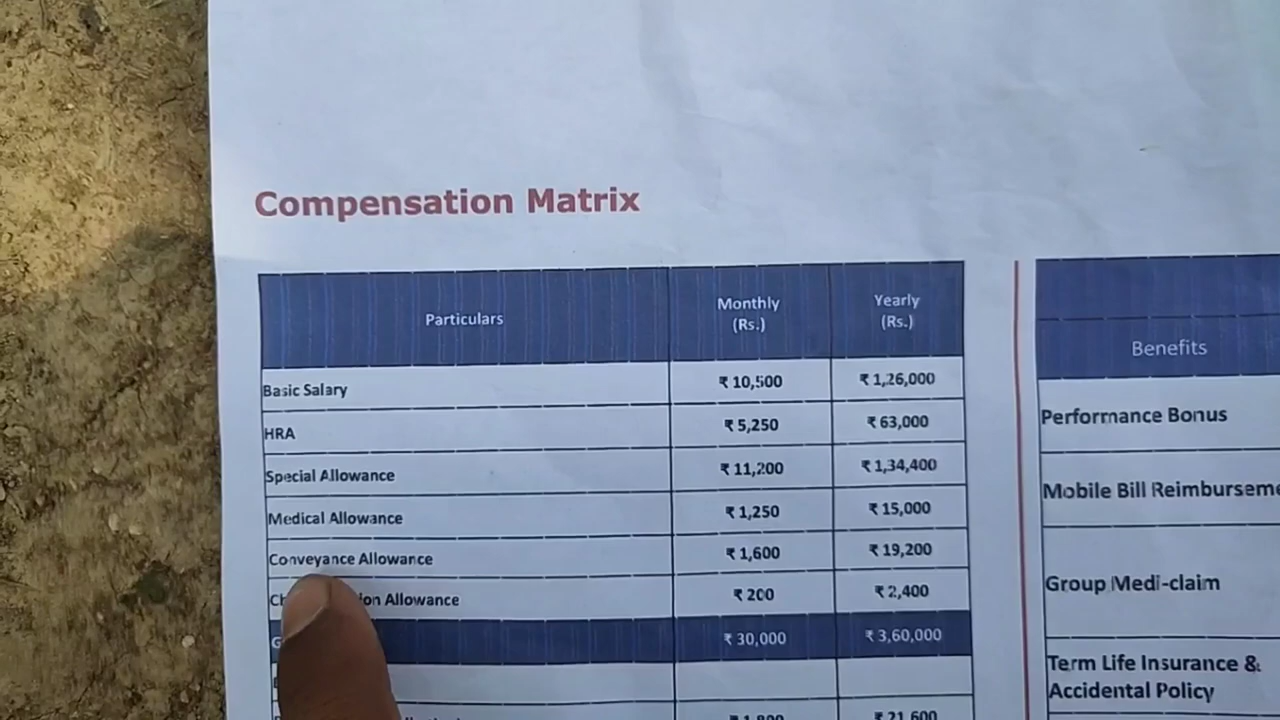 Compensation Matrix
Particulars Monthly (Rs.) Yearly (Rs.)
Basic Salary ₹ 10,500 ₹ 1,26,000
HRA ₹ 5,250 ₹ 63,000
Special Allowance ₹ 11,200 ₹ 1,34,400
Medical Allowance ₹ 1,250 ₹ 15,000
Conveyance Allowance ₹ 1,600 ₹ 19,200
Allowance ₹ 200 ₹ 2,400
₹ 30,000 ₹ 3,60,000
₹ 1,800 ₹ 21,600
Benefits
Performance Bonus
Mobile Bill Reimburseme
Group Medi-claim
Term Life Insurance &
Accidental Policy